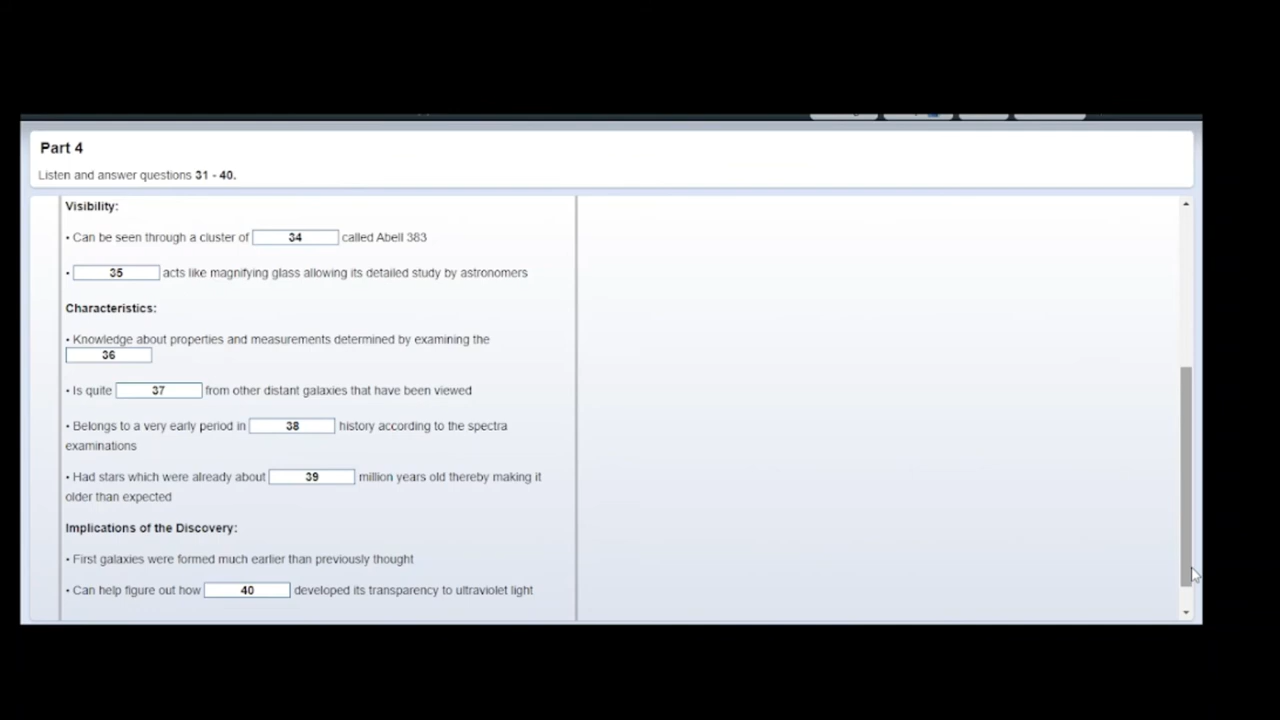 Part 4
Listen and answer questions 31 - 40.
Visibility:
• Can be seen through a cluster of 34 called Abell 383
• 35 acts like magnifying glass allowing its detailed study by astronomers
Characteristics:
• Knowledge about properties and measurements determined by examining the
36
• Is quite 37 from other distant galaxies that have been viewed
• Belongs to a very early period in 38 history according to the spectra
examinations
• Had stars which were already about 39 million years old thereby making it
older than expected
Implications of the Discovery:
• First galaxies were formed much earlier than previously thought
• Can help figure out how 40 developed its transparency to ultraviolet light